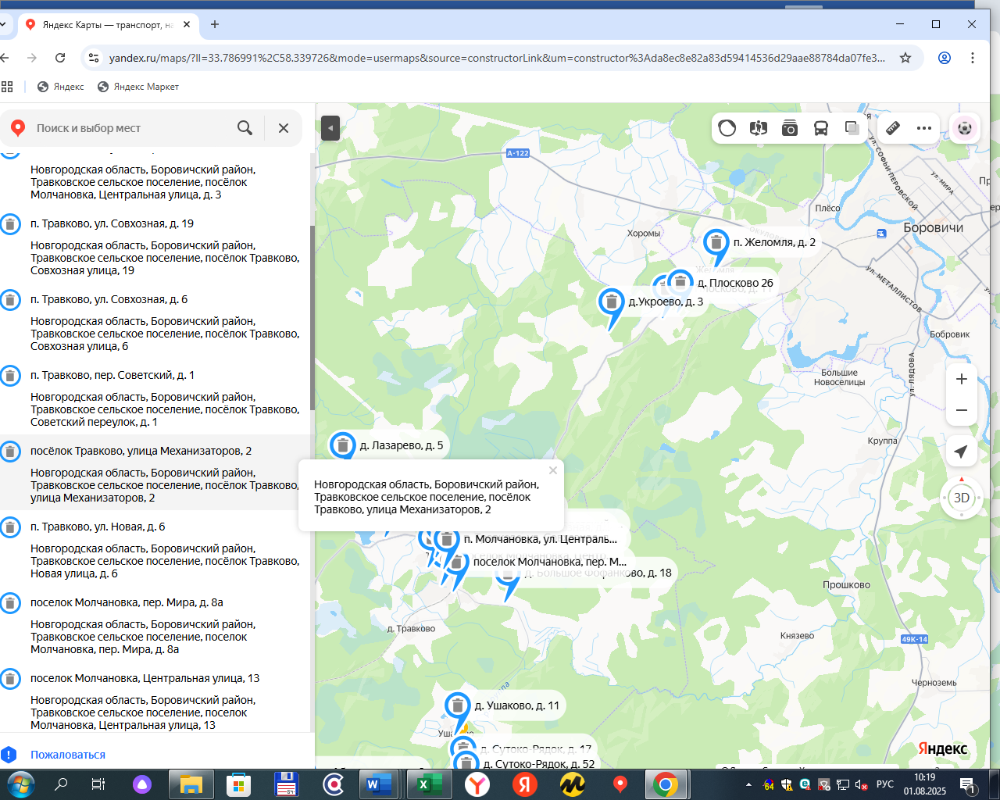 Яндекс Карты — транспорт, на
yandex.ru/maps/?ll=33.786991%2C58.339726&mode=usermaps&source=constructorLink&um=constructor%3Ada8ec8e82a83d59414536d29aae88784da07fe3...
Яндекс
Яндекс Маркет
Поиск и выбор мест
Новгородская область, Боровичский район,
Травковское сельское поселение, посёлок
Молчановка, Центральная улица, д. 3
п. Травково, ул. Совхозная, д. 19
Новгородская область, Боровичский район,
Травковское сельское поселение, посёлок Травково,
Совхозная улица, 19
п. Травково, ул. Совхозная, д. 6
Новгородская область, Боровичский район,
Травковское сельское поселение, посёлок Травково,
Совхозная улица, 6
п. Травково, пер. Советский, д. 1
Новгородская область, Боровичский район,
Травковское сельское поселение, посёлок Травково,
Советский переулок, д. 1
посёлок Травково, улица Механизаторов, 2
Новгородская область, Боровичский район,
Травковское сельское поселение, посёлок Травково,
улица Механизаторов, 2
п. Травково, ул. Новая, д. 6
Новгородская область, Боровичский район,
Травковское сельское поселение, посёлок Травково,
Новая улица, д. 6
поселок Молчановка, пер. Мира, д. 8а
Новгородская область, Боровичский район,
Травковское сельское поселение, поселок
Молчановка, пер. Мира, д. 8а
поселок Молчановка, Центральная улица, 13
Новгородская область, Боровичский район,
Травковское сельское поселение, поселок
Молчановка, Центральная улица, 13
Пожаловаться
А-122
ул. СОФЬИ ПЕРОВСКОЙ
ул. МИРА
Плёсо
Боровичи
Хоромы
п. Желомля, д. 2
д. Плосково 26
д.Укроево, д. 3
ул. МЕТАЛЛИСТОВ
Бобровик
ул. ЛЯДОВА
Большие
Новоселицы
Круппа
3D
д. Лазарево, д. 5
Новгородская область, Боровичский район,
Травковское сельское поселение, посёлок
Травково, улица Механизаторов, 2
п. Молчановка, ул. Централь...
поселок Молчановка, пер. М...
д. Большое Фофанково, д. 18
Прошково
д. Травково
Князево
49К-14
Черноземь
д. Ушаково, д. 11
д. Сутоко-Рядок, д. 17
д. Сутоко-Рядок, д. 52
Яндекс
64
РУС
10:19
01.08.2025
1